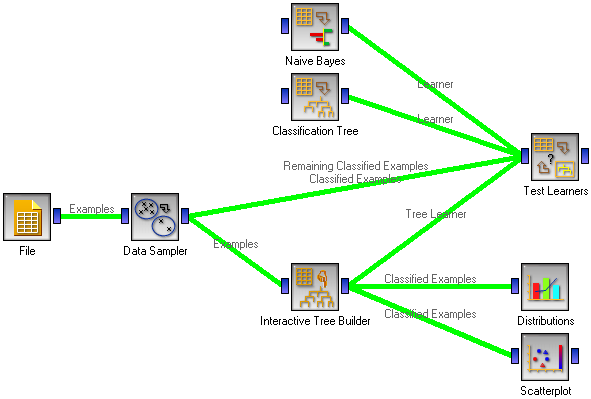 Naive Bayes
Learner
Classification Tree
Learner
Test Learners
Remaining Classified Examples
Classified Examples
File
Examples
Data Sampler
Tree Learner
Examples
Interactive Tree Builder
Classified Examples
Distributions
Classified Examples
Scatterplot